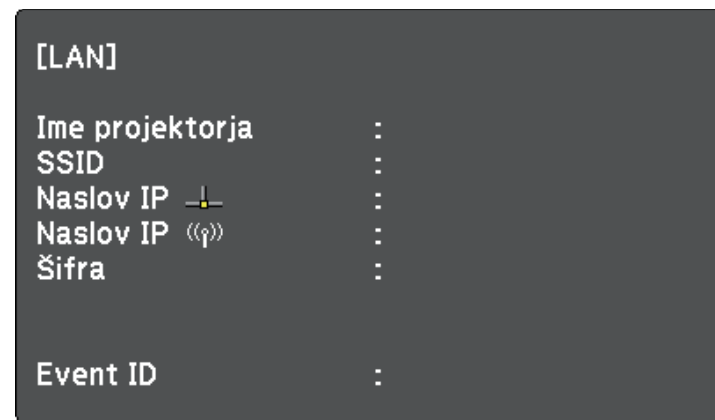 [LAN]
Ime projektorja :
SSID :
Naslov IP :
Naslov IP :
Šifra :
Event ID :